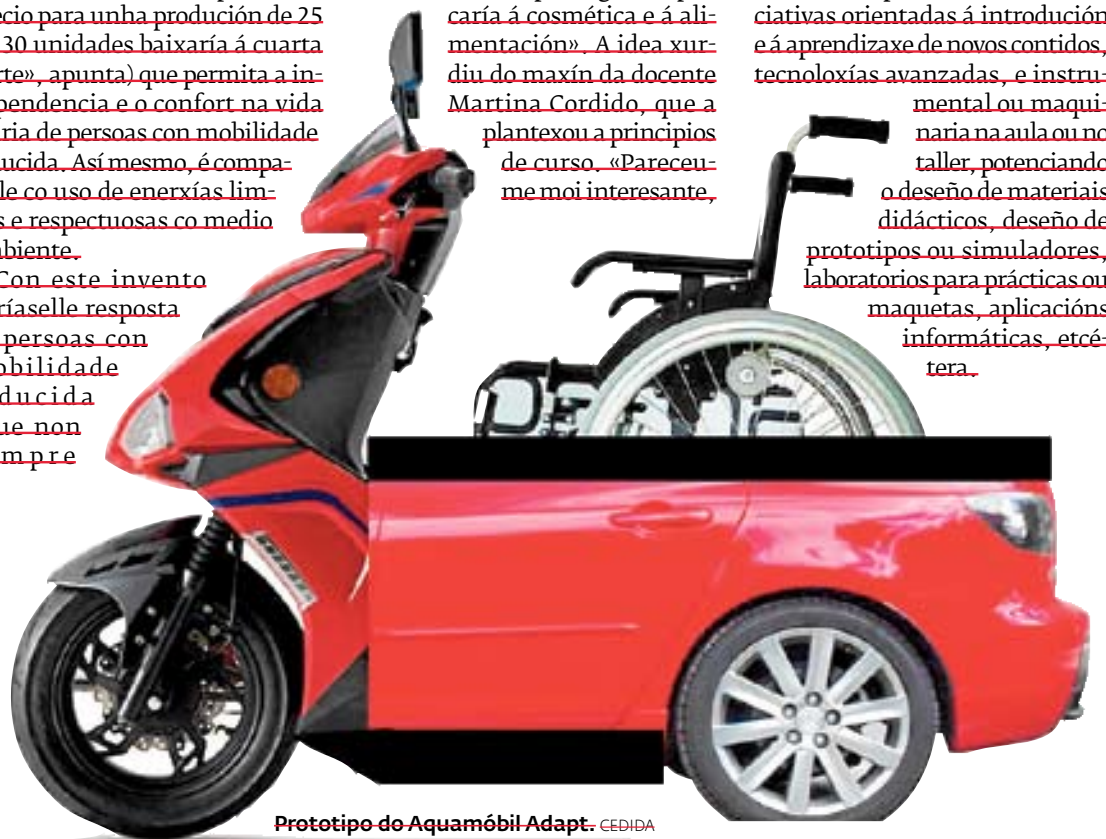 ecio para unha produción de 25
30 unidades baixaría á cuarta
rte», apunta) que permita a in-
pendencia e o confort na vida
ria de persoas con mobilidade
ucida. Así mesmo, é compa-
le co uso de enerxías lim-
s e respectuosas co medio
biente.
Con este invento
ríaselle resposta
persoas con
obilidade
ducida
ue non
mpre
caría á cosmética e á ali-
mentación». A idea xur-
diu do maxín da docente
Martina Cordido, que a
plantexou a principios
de curso. «Pareceu-
me moi interesante,
ciativas orientadas á introdución
e á aprendizaxe de novos contidos,
tecnoloxías avanzadas, e instru-
mental ou maqui-
naria na aula ou no
taller, potenciando
o deseño de materiais
didácticos, deseño de
prototipos ou simuladores,
laboratorios para prácticas ou
maquetas, aplicacións
informáticas, etcé-
tera.
Prototipo do Aquamóbil Adapt. CEDIDA